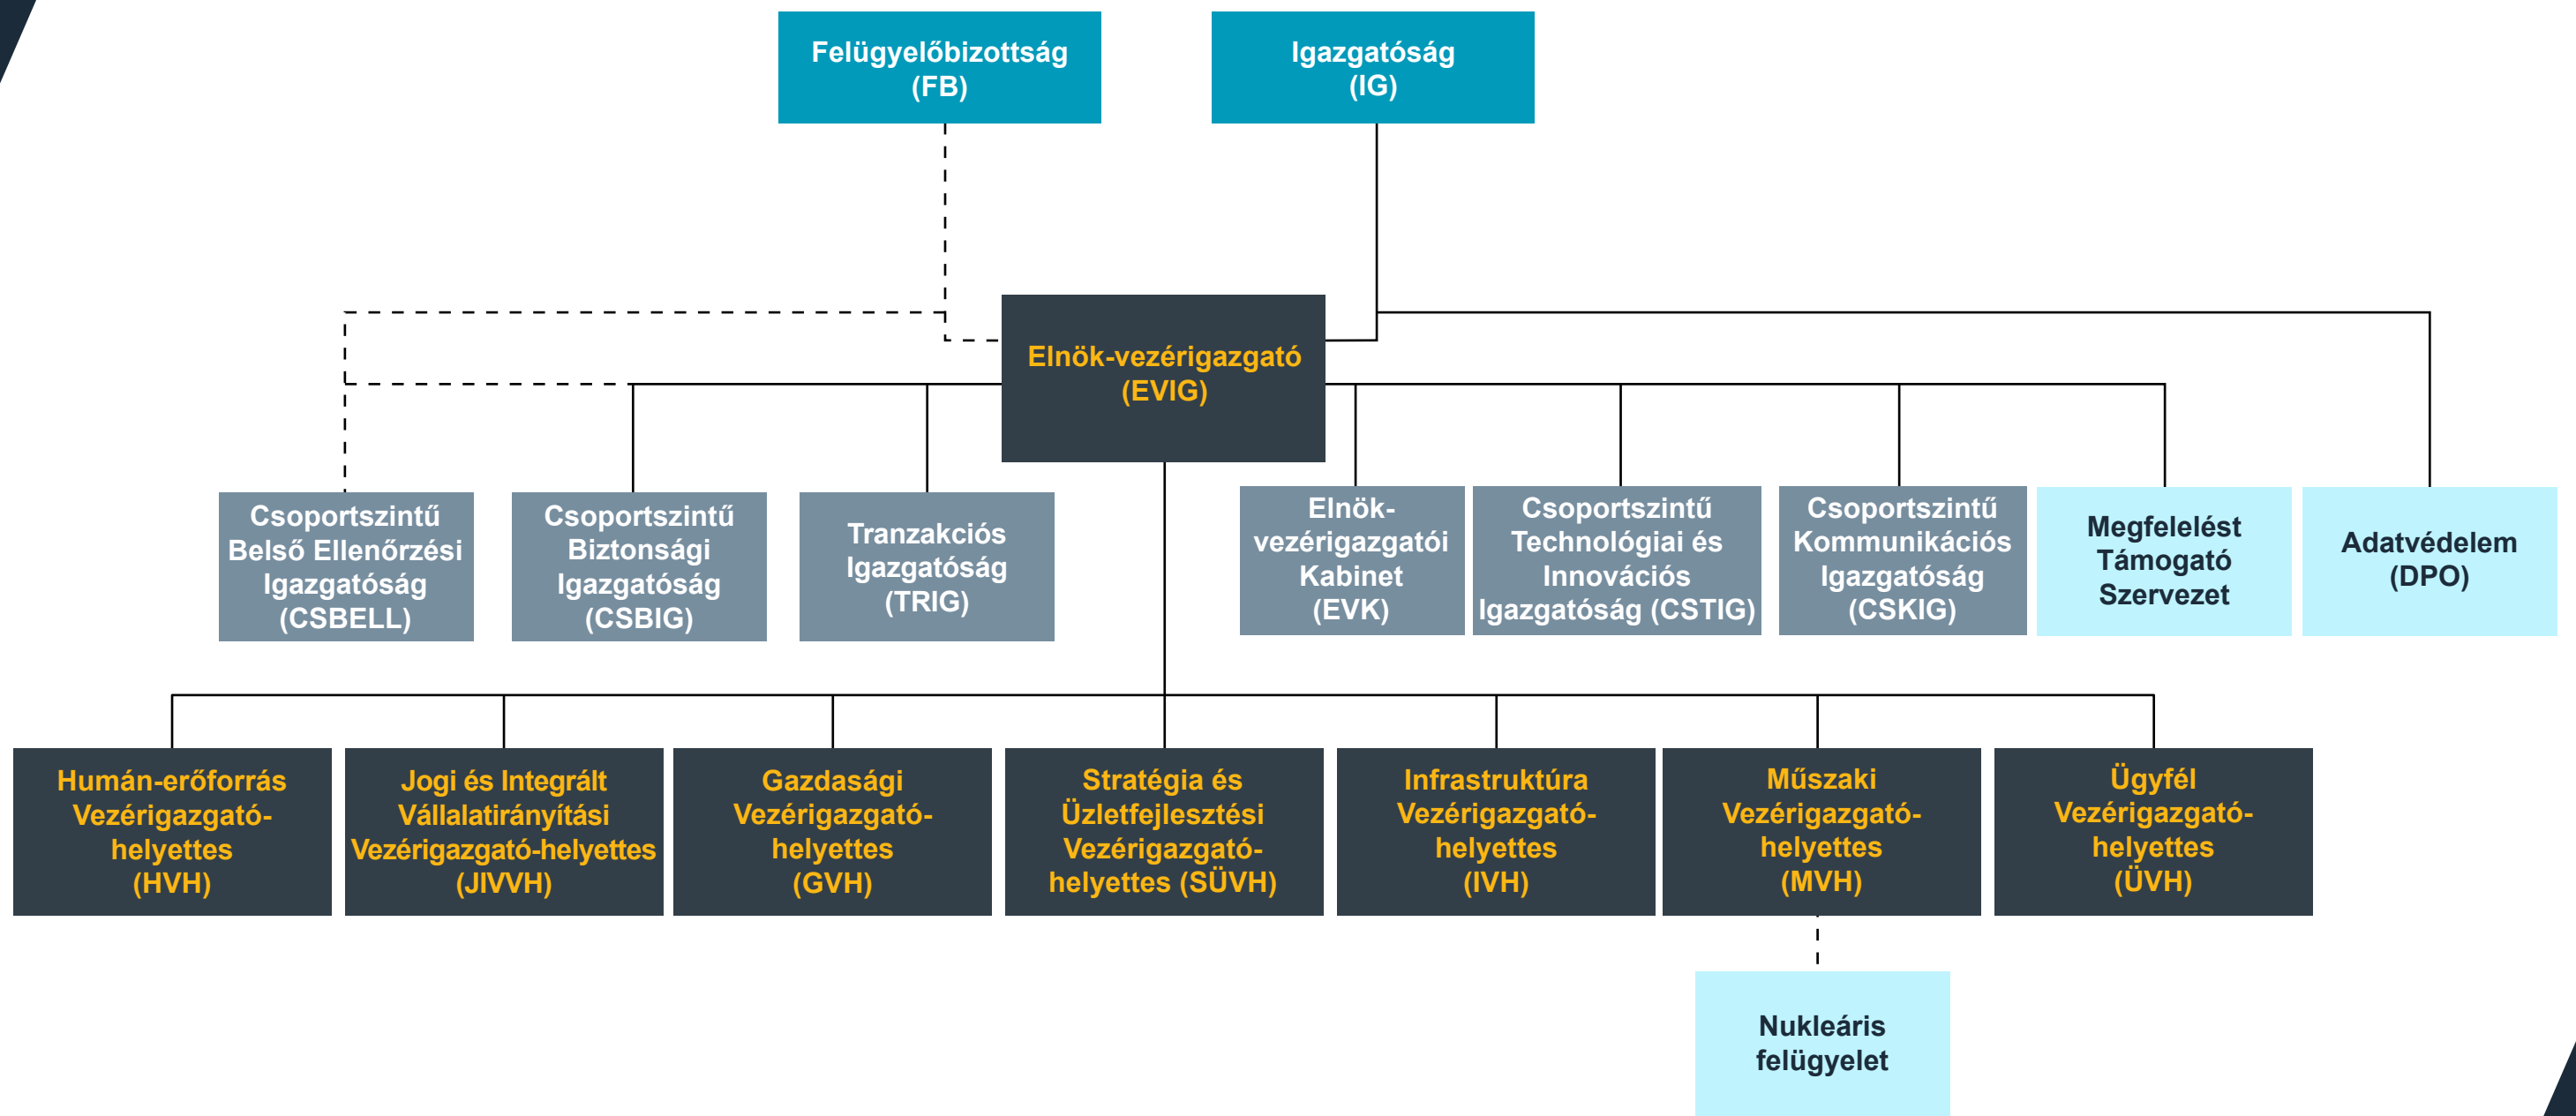 Felügyelőbizottság
(FB)
Igazgatóság
(IG)
Elnök-vezérigazgató
(EVIG)
Csoportszintű
Belső Ellenőrzési
Igazgatóság
(CSBELL)
Csoportszintű
Biztonsági
Igazgatóság
(CSBIG)
Tranzakciós
Igazgatóság
(TRIG)
Elnök-
vezérigazgatói
Kabinet
(EVK)
Csoportszintű
Technológiai és
Innovációs
Igazgatóság (CSTIG)
Csoportszintű
Kommunikációs
Igazgatóság
(CSKIG)
Megfelelést
Támogató
Szervezet
Adatvédelem
(DPO)
Humán-erőforrás
Vezérigazgató-
helyettes
(HVH)
Jogi és Integrált
Vállalatirányítási
Vezérigazgató-helyettes
(JIVVH)
Gazdasági
Vezérigazgató-
helyettes
(GVH)
Stratégia és
Üzletfejlesztési
Vezérigazgató-
helyettes (SÜVH)
Infrastruktúra
Vezérigazgató-
helyettes
(IVH)
Műszaki
Vezérigazgató-
helyettes
(MVH)
Ügyfél
Vezérigazgató-
helyettes
(ÜVH)
Nukleáris
felügyelet